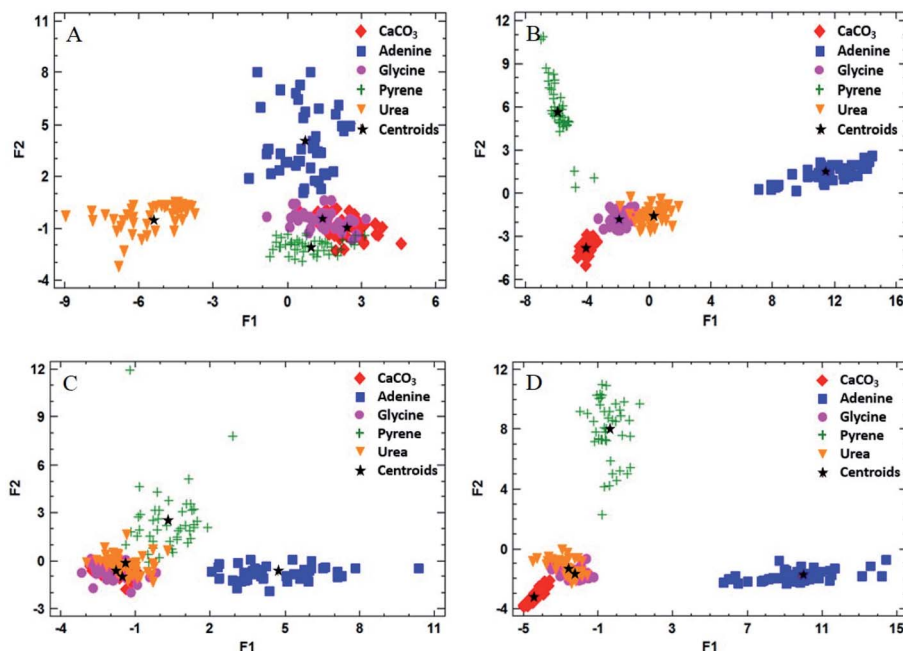 A
11
8
5
2
-1
-4
-9
-6
-3
0
3
6
F1
F2
CaCO₃
Adenine
Glycine
Pyrene
Urea
Centroids
B
12
9
6
3
0
-3
-6
-8
-4
0
4
8
12
16
F1
F2
CaCO₃
Adenine
Glycine
Pyrene
Urea
Centroids
C
12
9
6
3
0
-3
-4
-1
2
5
8
11
F1
F2
CaCO₃
Adenine
Glycine
Pyrene
Urea
Centroids
D
12
8
4
0
-4
-5
-1
3
7
11
15
F1
F2
CaCO₃
Adenine
Glycine
Pyrene
Urea
Centroids